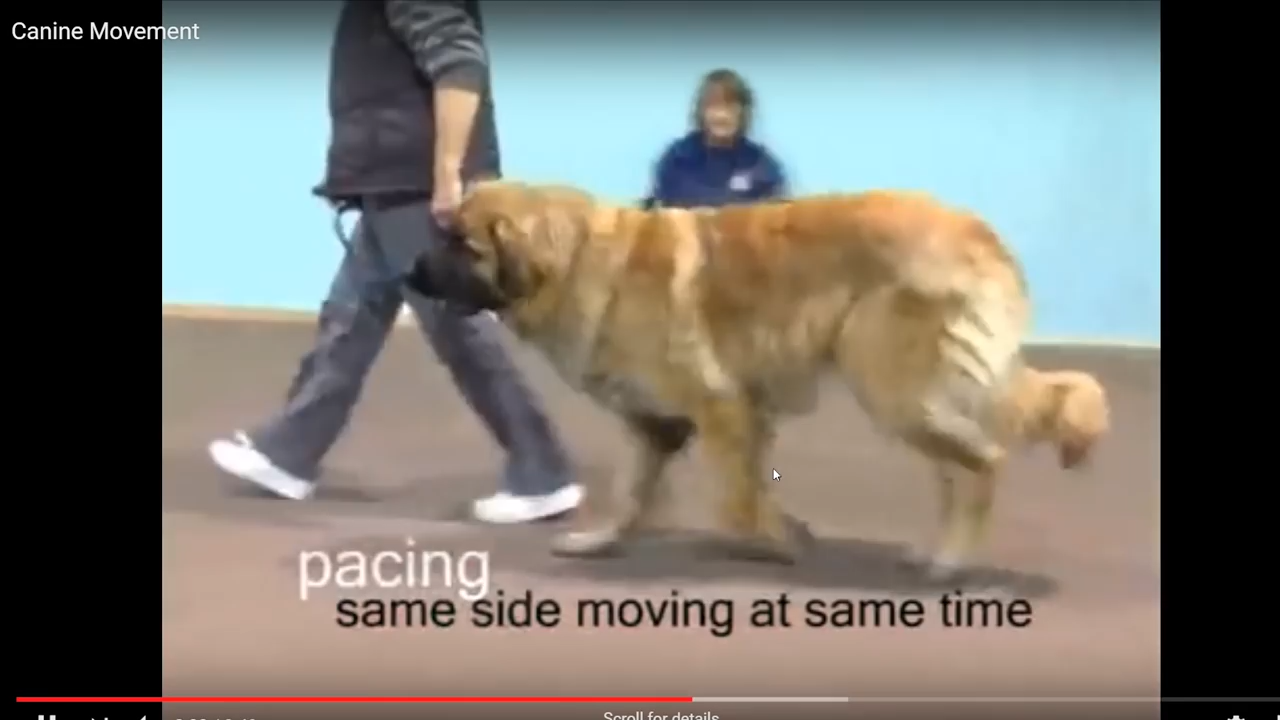 Canine Movement
pacing
same side moving at same time
Scroll for details